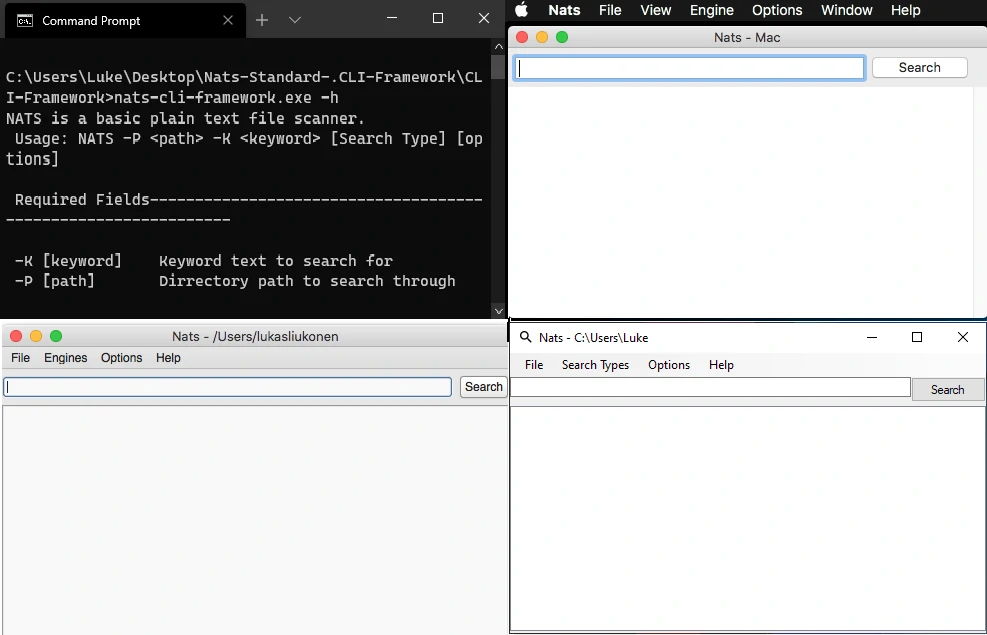 Command Prompt
C:\Users\Luke\Desktop\Nats-Standard-.CLI-Framework\CL
I-Framework>nats-cli-framework.exe -h
NATS is a basic plain text file scanner.
Usage: NATS -P <path> -K <keyword> [Search Type] [op
tions]
Required Fields-------------------------------------
-------------------------
-K [keyword] Keyword text to search for
-P [path] Dirrectory path to search through
Nats File View Engine Options Window Help
Nats - Mac
Search
Nats - /Users/lukasliukonen
File Engines Options Help
Search
Nats - C:\Users\Luke
File Search Types Options Help
Search